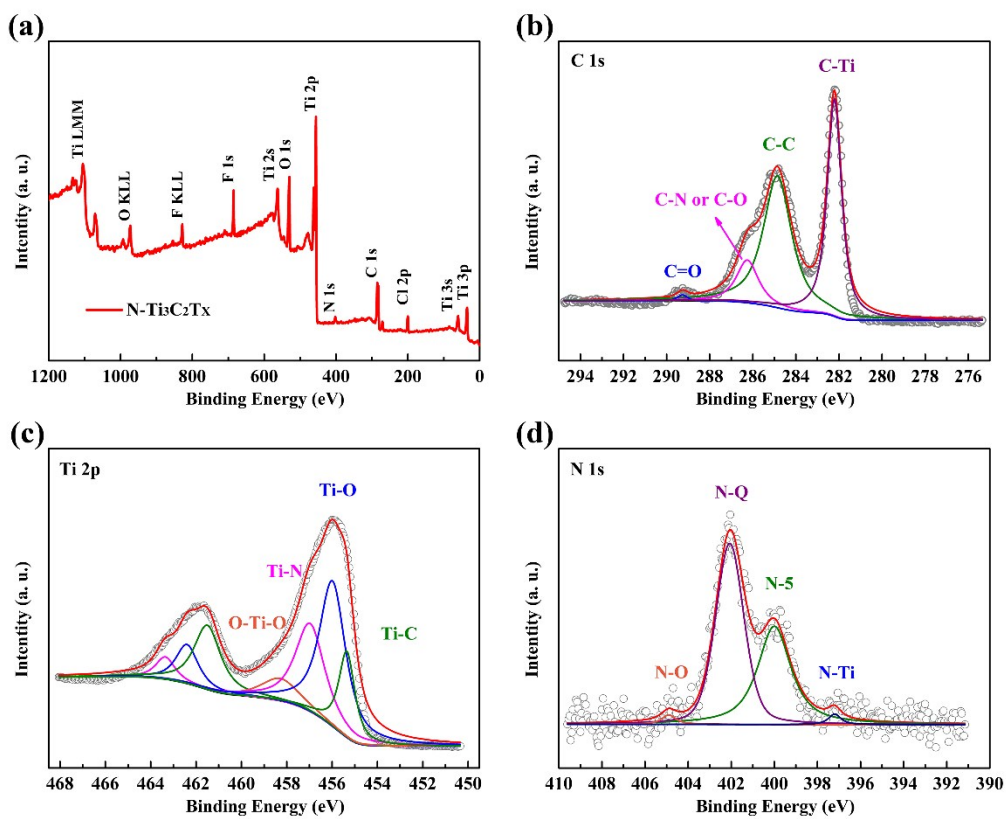 (a)
Ti LMM
O KLL
F KLL
F 1s
Ti 2s
O 1s
Ti 2p
N 1s
C 1s
Cl 2p
Ti 3s
Ti 3p
N-Ti3C2Tx
Intentity (a. u.)
1200 1000 800 600 400 200 0
Binding Energy (eV)
(b)
C 1s
C-Ti
C-C
C-N or C-O
C=O
Intentity (a. u.)
294 292 290 288 286 284 282 280 278 276
Binding Energy (eV)
(c)
Ti 2p
Ti-O
Ti-N
O-Ti-O
Ti-C
Intentity (a. u.)
468 466 464 462 460 458 456 454 452 450
Binding Energy (eV)
(d)
N 1s
N-Q
N-5
N-O
N-Ti
Intentity (a. u.)
410 408 406 404 402 400 398 396 394 392 390
Binding Energy (eV)